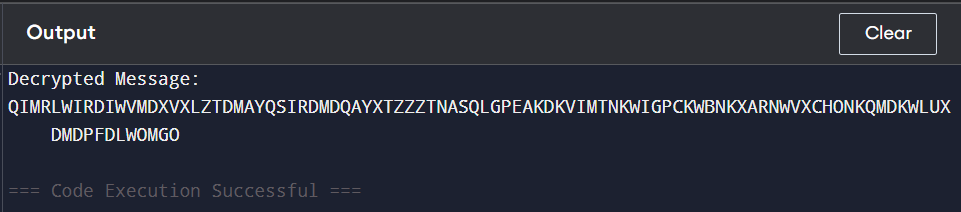 Output
Clear
Decrypted Message:
QIMRLWIRDIWVMDXVXLZTDMAYQSIRDMDQAYXTZZZTNASQLGPEAKDKVIMTNKWIGPCKWBNKXARNWVXCHONKQMDKWLUX
DMDPFDLWOMGO
=== Code Execution Successful ===